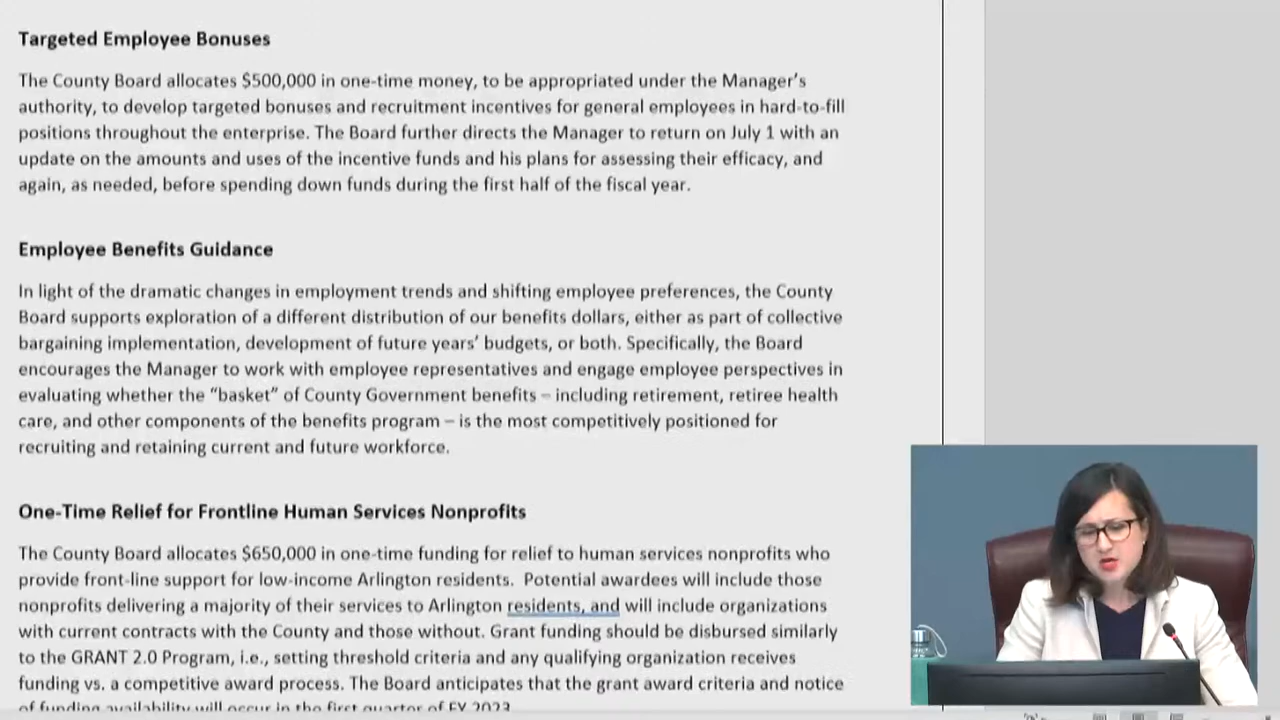 Targeted Employee Bonuses
The County Board allocates $500,000 in one-time money, to be appropriated under the Manager's
authority, to develop targeted bonuses and recruitment incentives for general employees in hard-to-fill
positions throughout the enterprise. The Board further directs the Manager to return on July 1 with an
update on the amounts and uses of the incentive funds and his plans for assessing their efficacy, and
again, as needed, before spending down funds during the first half of the fiscal year.
Employee Benefits Guidance
In light of the dramatic changes in employment trends and shifting employee preferences, the County
Board supports exploration of a different distribution of our benefits dollars, either as part of collective
bargaining implementation, development of future years' budgets, or both. Specifically, the Board
encourages the Manager to work with employee representatives and engage employee perspectives in
evaluating whether the “basket” of County Government benefits – including retirement, retiree health
care, and other components of the benefits program – is the most competitively positioned for
recruiting and retaining current and future workforce.
One-Time Relief for Frontline Human Services Nonprofits
The County Board allocates $650,000 in one-time funding for relief to human services nonprofits who
provide front-line support for low-income Arlington residents. Potential awardees will include those
nonprofits delivering a majority of their services to Arlington residents, and will include organizations
with current contracts with the County and those without. Grant funding should be disbursed similarly
to the GRANT 2.0 Program, i.e., setting threshold criteria and any qualifying organization receives
funding vs. a competitive award process. The Board anticipates that the grant award criteria and notice
of funding availability will occur in the first quarter of FY 2023